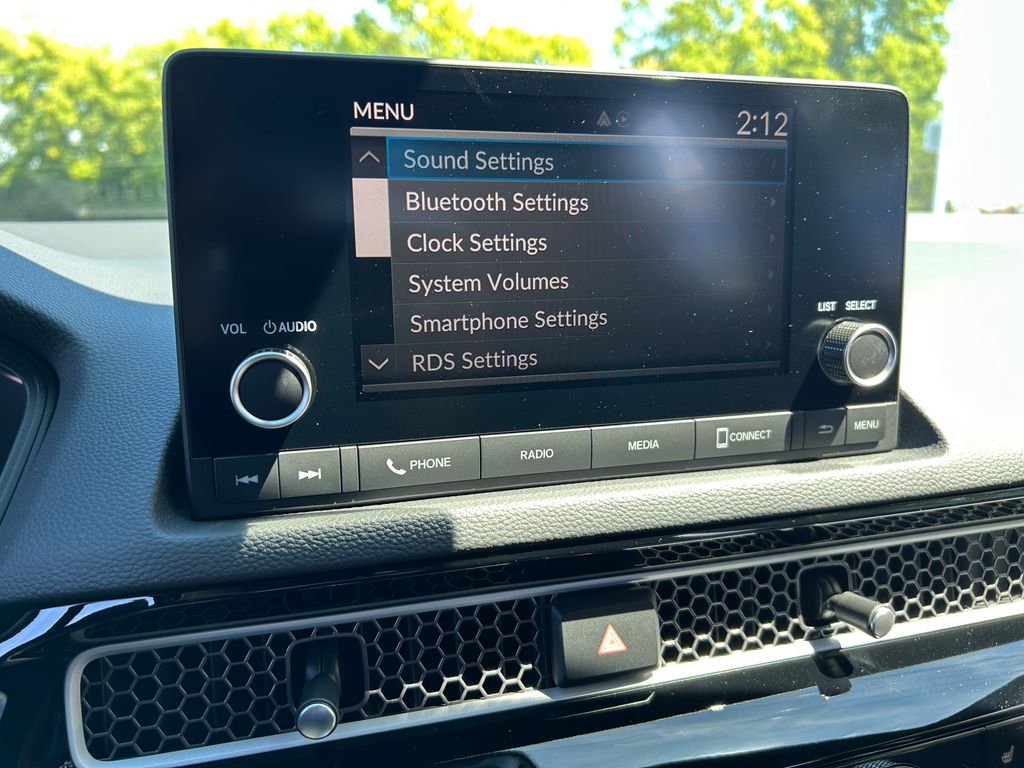 MENU 2:12
Sound Settings
Bluetooth Settings
Clock Settings
System Volumes
Smartphone Settings
RDS Settings
VOL AUDIO
LIST SELECT
PHONE RADIO MEDIA CONNECT MENU